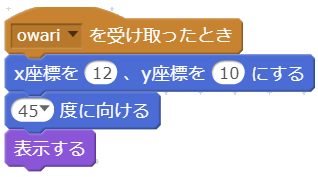 owari を受け取ったとき
x座標を 12 、y座標を 10 にする
45 度に向ける
表示する